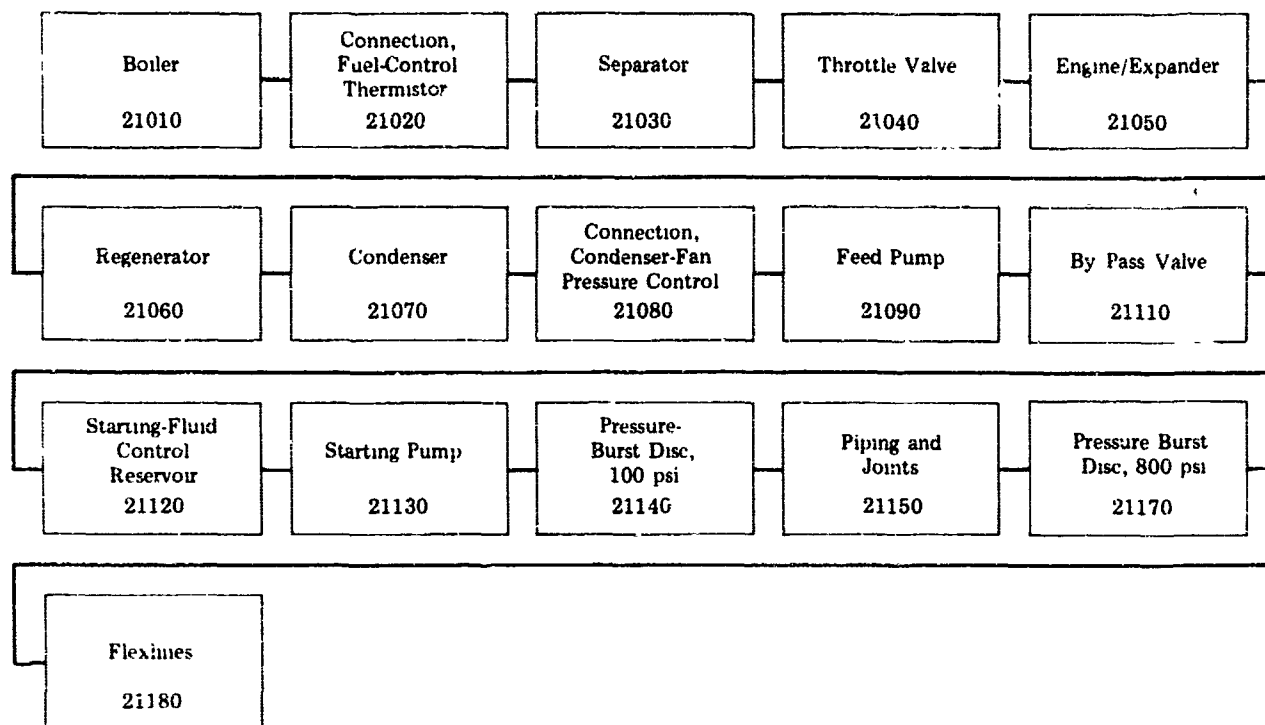 Boiler
21010
Connection,
Fuel-Control
Thermistor
21020
Separator
21030
Throttle Valve
21040
Engine/Expander
21050
Regenerator
21060
Condenser
21070
Connection,
Condenser-Fan
Pressure Control
21080
Feed Pump
21090
By Pass Valve
21110
Starting-Fluid
Control
Reservoir
21120
Starting Pump
21130
Pressure-
Burst Disc,
100 psi
21140
Piping and
Joints
21150
Pressure Burst
Disc, 800 psi
21170
Fleximes
21180